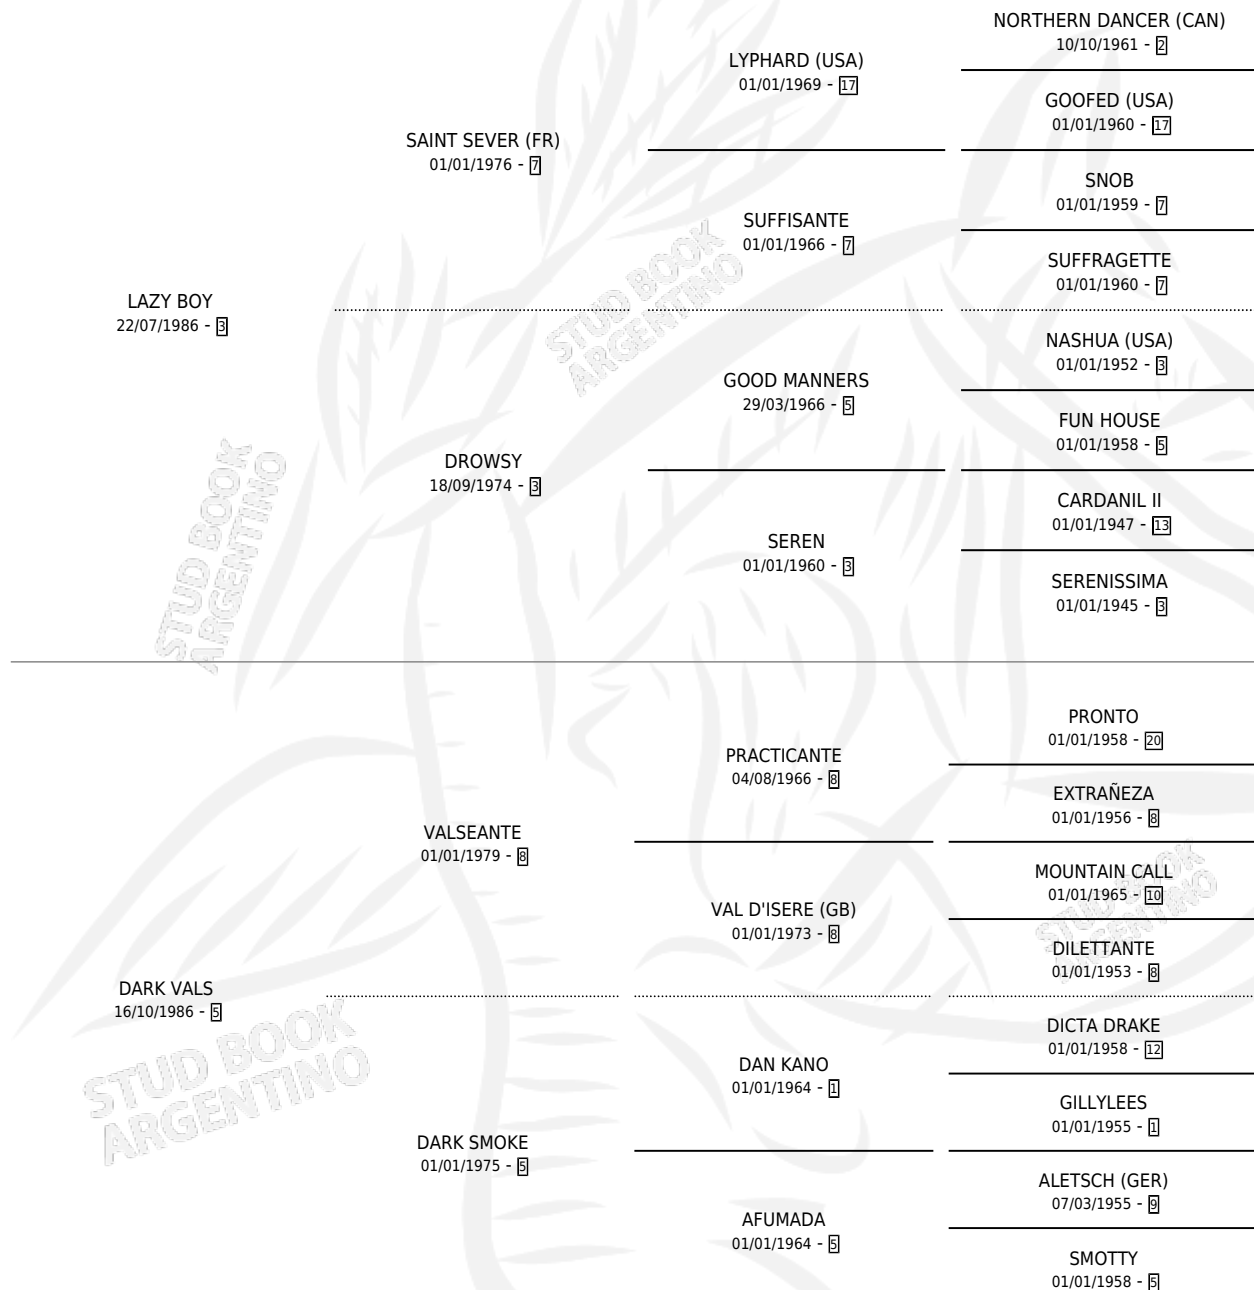 NORTHERN DANCER (CAN)
10/10/1961 - 2
LYPHARD (USA)
01/01/1969 - 17
GOOFED (USA)
01/01/1960 - 17
SAINT SEVER (FR)
01/01/1976 - 7
SNOB
01/01/1959 - 7
SUFFISANTE
01/01/1966 - 7
SUFFRAGETTE
01/01/1960 - 7
LAZY BOY
22/07/1986 - 3
NASHUA (USA)
01/01/1952 - 3
GOOD MANNERS
29/03/1966 - 5
FUN HOUSE
01/01/1958 - 5
DROWSY
18/09/1974 - 3
CARDANIL II
01/01/1947 - 13
SEREN
01/01/1960 - 3
SERENISSIMA
01/01/1945 - 3
PRONTO
01/01/1958 - 20
PRACTICANTE
04/08/1966 - 8
EXTRAÑEZA
01/01/1956 - 8
VALSEANTE
01/01/1979 - 8
MOUNTAIN CALL
01/01/1965 - 10
VAL D'ISERE (GB)
01/01/1973 - 8
DILETTANTE
01/01/1953 - 8
DARK VALS
16/10/1986 - 5
DICTA DRAKE
01/01/1958 - 12
DAN KANO
01/01/1964 - 1
GILLYLEES
01/01/1955 - 1
DARK SMOKE
01/01/1975 - 5
ALETSCH (GER)
07/03/1955 - 9
AFUMADA
01/01/1964 - 5
SMOTTY
01/01/1958 - 5
STUD BOOK
ARGENTINO
STUD BOOK
ARGENTINO
STUD BOOK
ARGENTINO
STUD BOOK
ARGENTINO